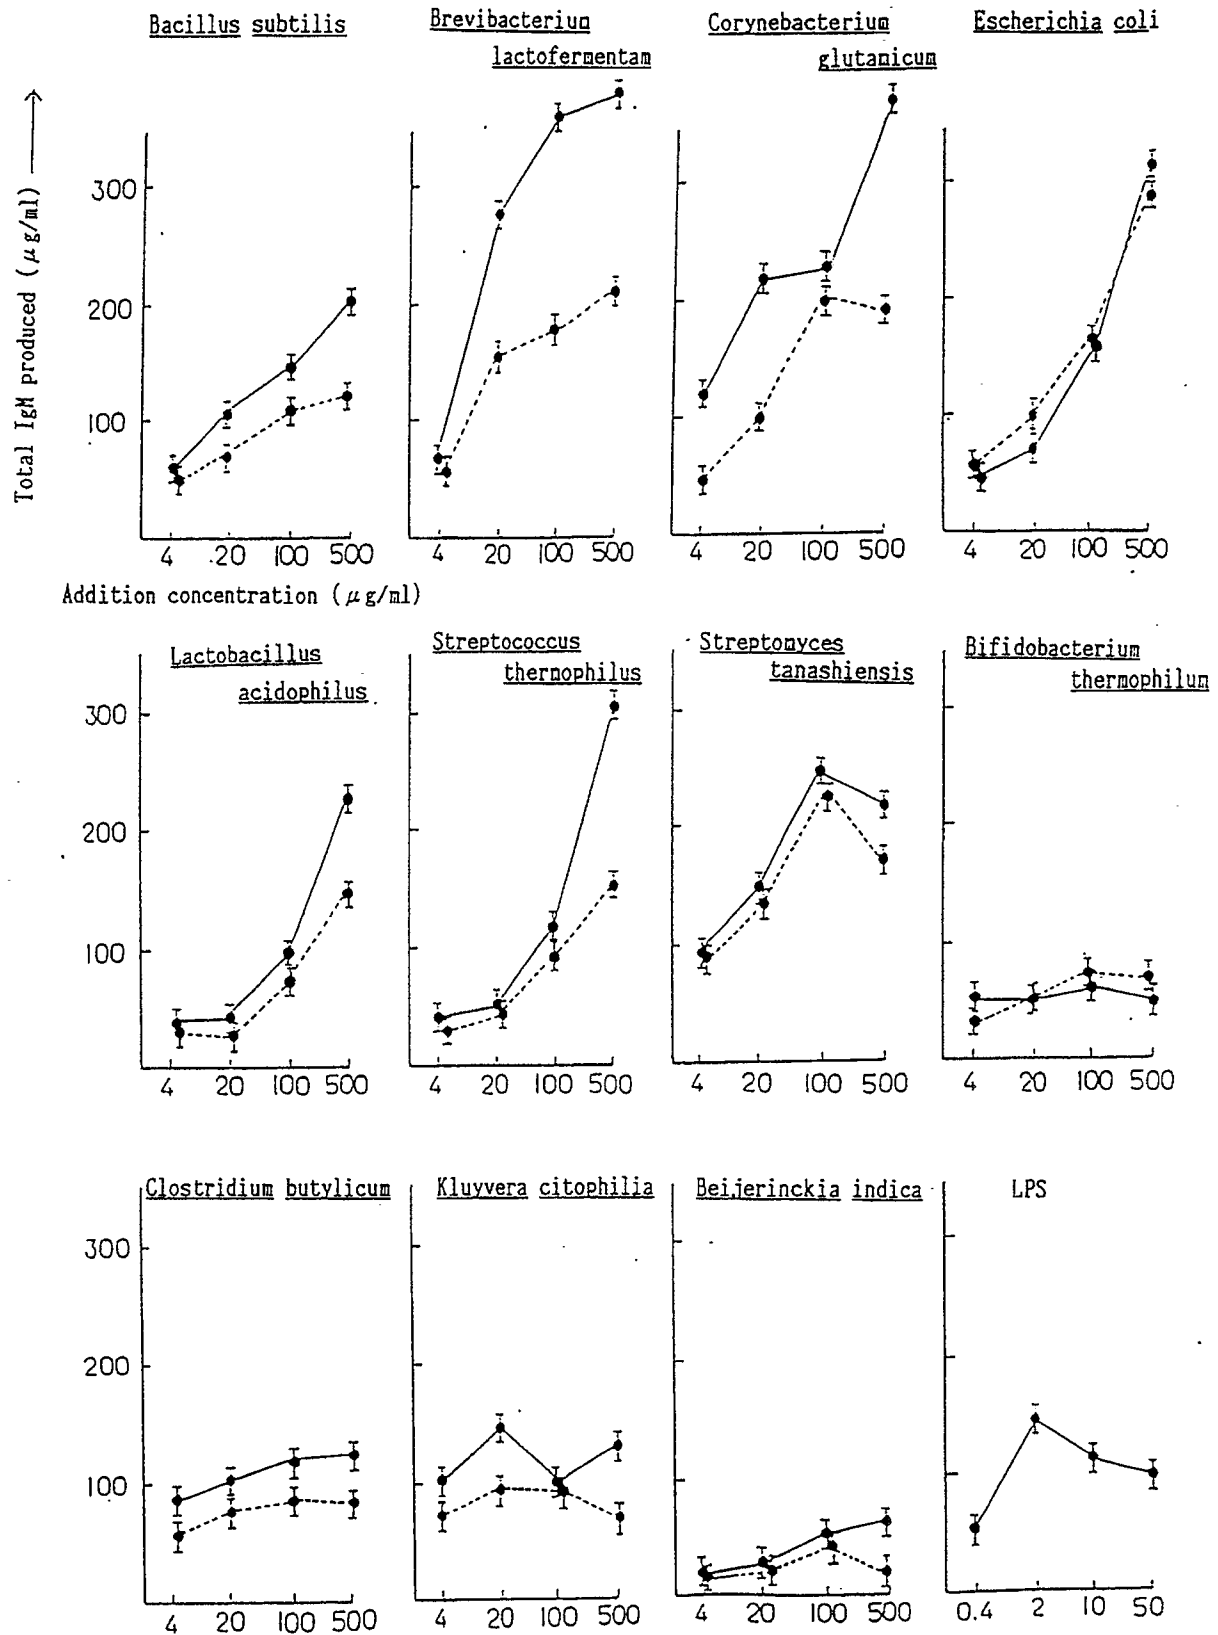 Bacillus subtilis
Brevibacterium
lactofermentam
Corynebacterium
glutamicum
Escherichia coli
Total IgM produced (μg/ml)
300
200
100
4 20 100 500
4 20 100 500
4 20 100 500
4 20 100 500
Addition concentration (μg/ml)
Lactobacillus
acidophilus
Streptococcus
thermophilus
Streptomyces
tanashiensis
Bifidobacterium
thermophilum
300
200
100
4 20 100 500
4 20 100 500
4 20 100 500
4 20 100 500
Clostridium butylicum
Kluyvera citophilia
Beijerinckia indica
LPS
300
200
100
4 20 100 500
4 20 100 500
4 20 100 500
0.4 2 10 50